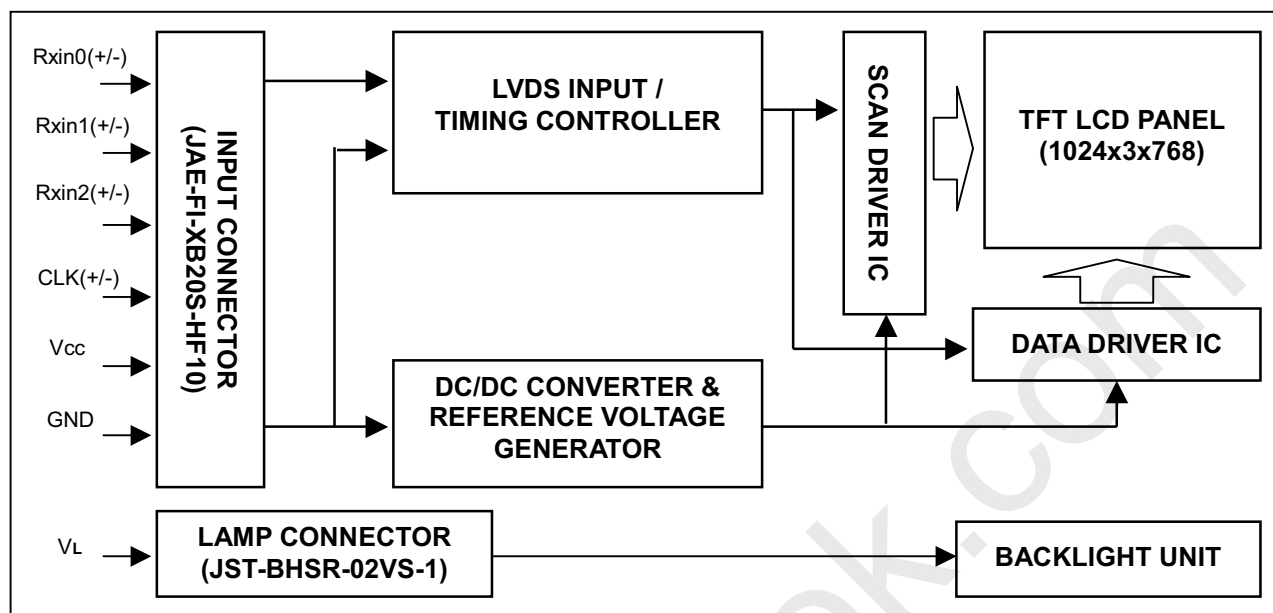 Rxin0(+/-)
Rxin1(+/-)
Rxin2(+/-)
CLK(+/-)
Vcc
GND
VL
INPUT CONNECTOR
(JAE-FI-XB20S-HF10)
LVDS INPUT /
TIMING CONTROLLER
SCAN DRIVER IC
TFT LCD PANEL
(1024x3x768)
DATA DRIVER IC
DC/DC CONVERTER &
REFERENCE VOLTAGE
GENERATOR
LAMP CONNECTOR
(JST-BHSR-02VS-1)
BACKLIGHT UNIT
ok.com